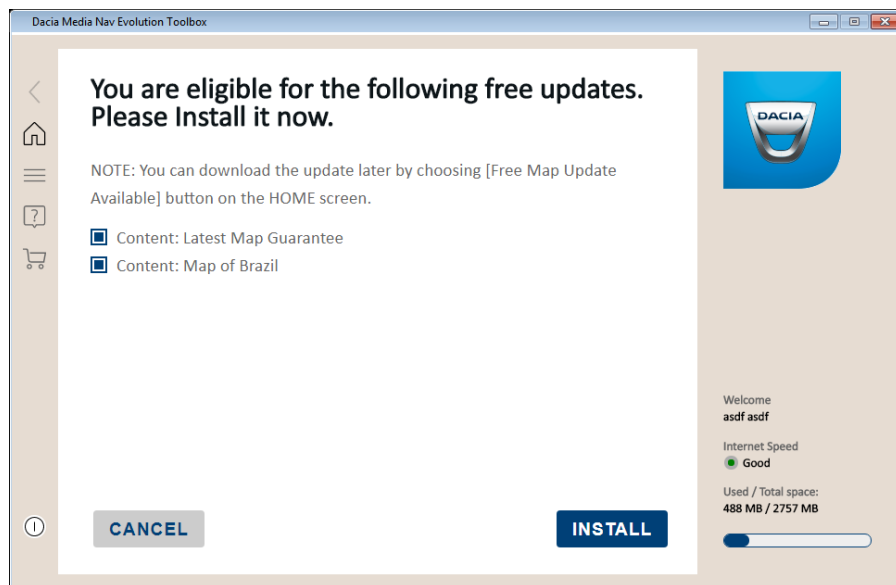 Dacia Media Nav Evolution Toolbox
You are eligible for the following free updates.
Please Install it now.
NOTE: You can download the update later by choosing [Free Map Update
Available] button on the HOME screen.
Content: Latest Map Guarantee
Content: Map of Brazil
CANCEL
INSTALL
DACIA
Welcome
asdf asdf
Internet Speed
Good
Used / Total space:
488 MB / 2757 MB